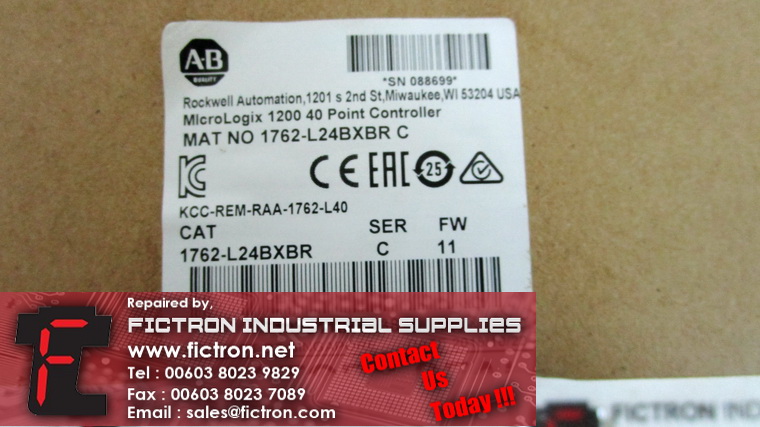 A-B
QUALITY
*SN 088699*
Rockwell Automation,1201 s 2nd St,Miwaukee,WI 53204 USA
MicroLogix 1200 40 Point Controller
MAT NO 1762-L24BXBR C
CE EAC 25
KCC-REM-RAA-1762-L40
CAT SER FW
1762-L24BXBR C 11
Repaired by,
FICTRON INDUSTRIAL SUPPLIES
www.fictron.net
Tel : 00603 8023 9829
Fax : 00603 8023 7089
Email : sales@fictron.com
Contact
Us
Today !!!
FICTRON IND